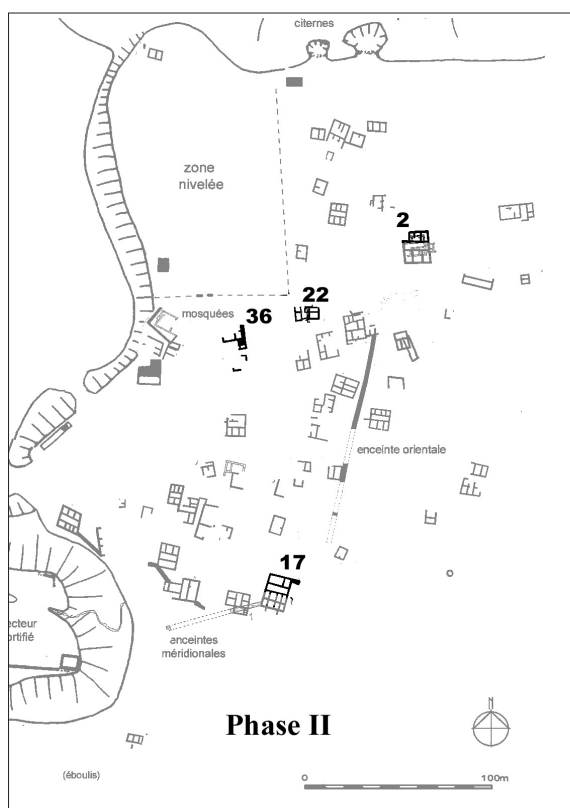 citernes
zone
nivelée
2
22
mosquées
36
enceinte orientale
17
ecteur
ortifié
enceintes
méridionales
Phase II
N
(éboulis)
0 100m